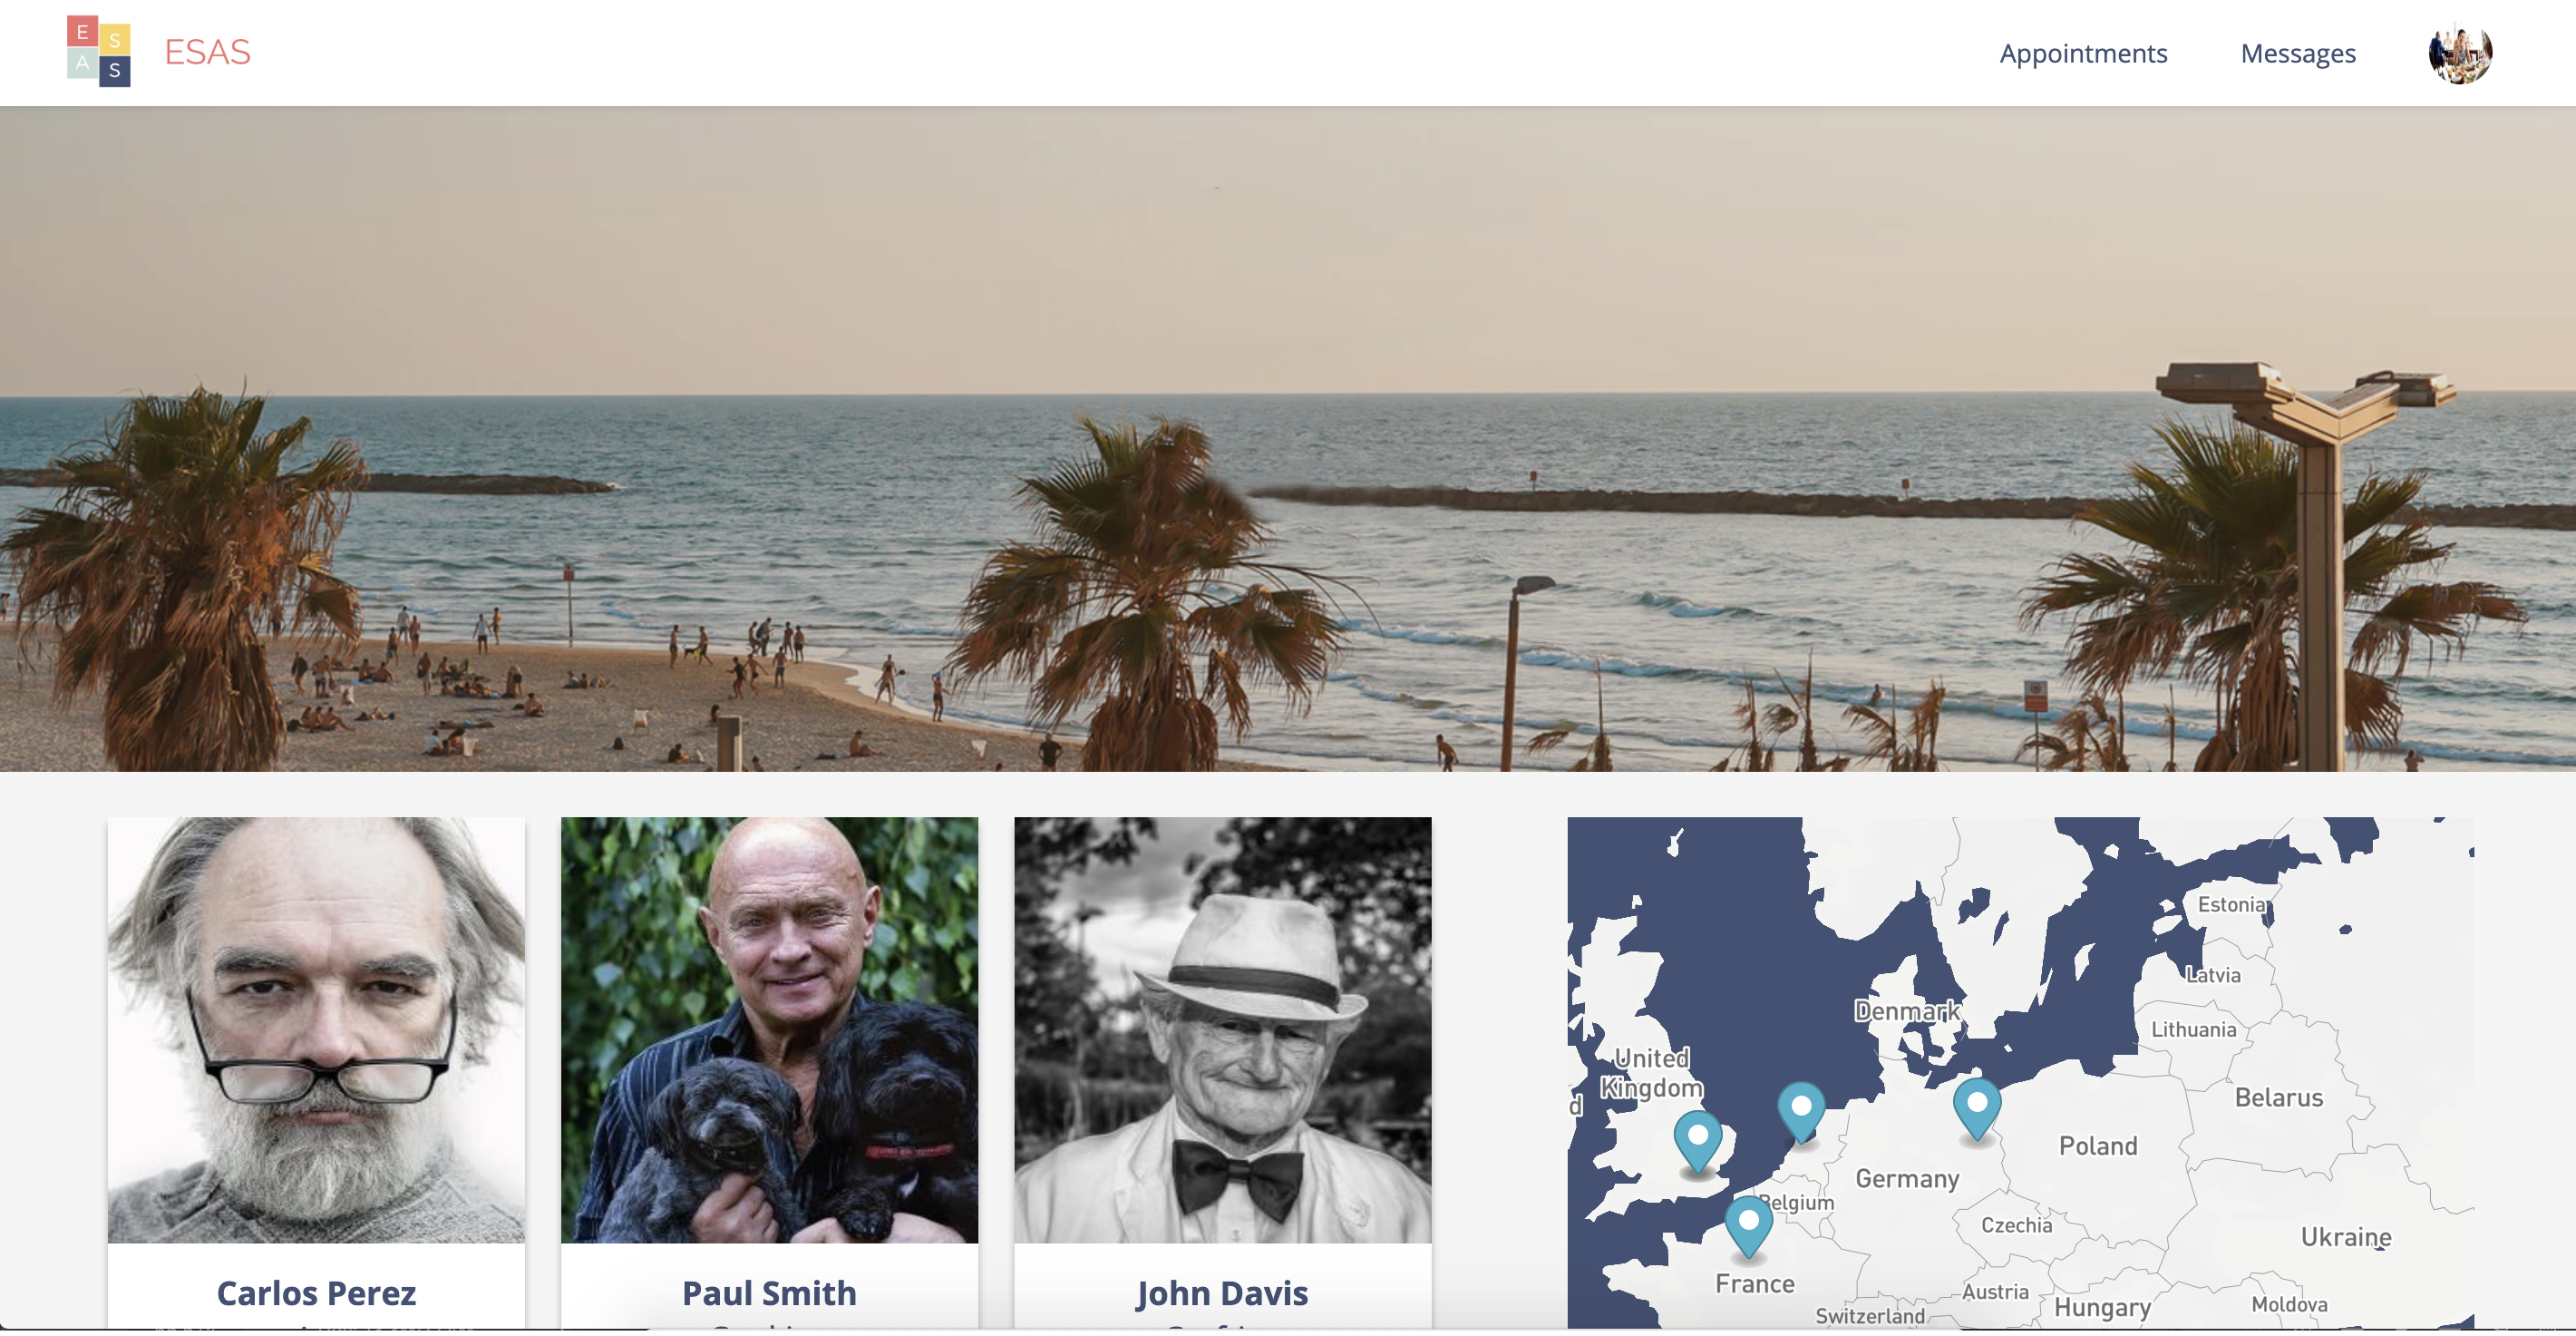 E
S
A
S
ESAS
Appointments
Messages
Carlos Perez
Paul Smith
John Davis
Estonia
Latvia
Denmark
Lithuania
United
Kingdom
d
Belarus
Poland
Germany
Belgium
Czechia
Ukraine
France
Austria
Hungary
Moldova
Switzerland